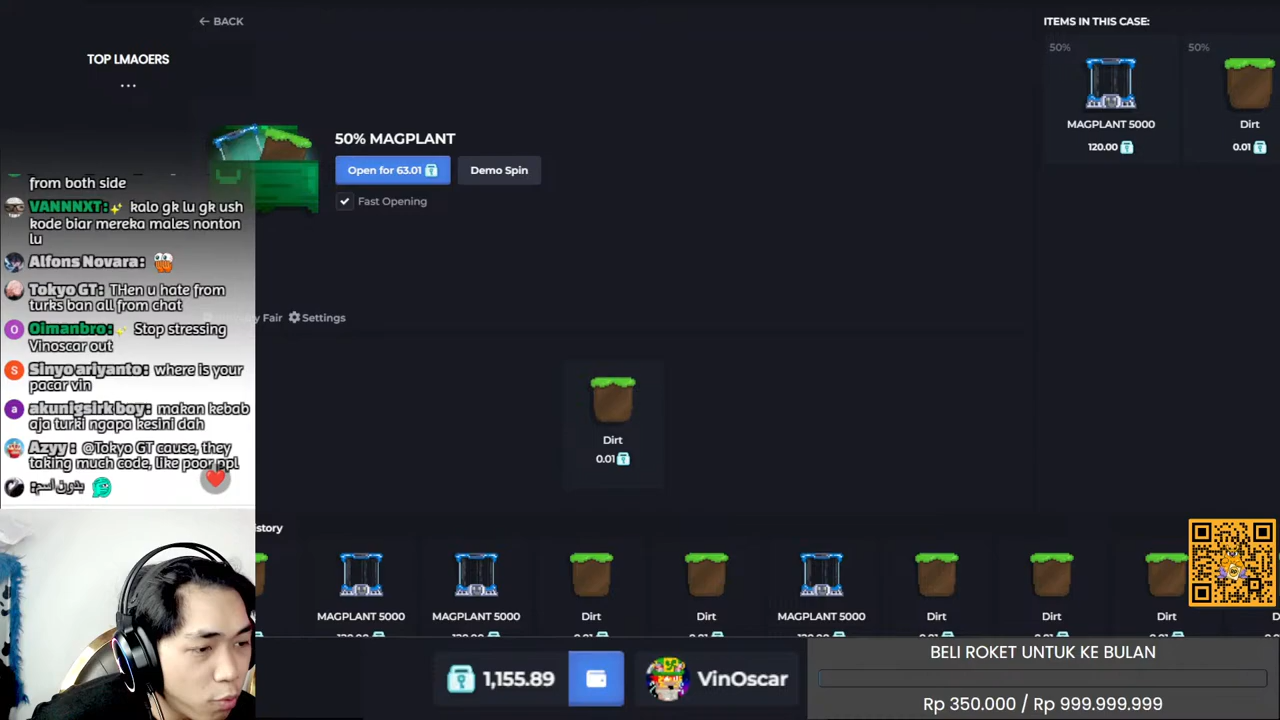 BACK
ITEMS IN THIS CASE:
TOP LMAOERS
...
50%
50%
MAGPLANT 5000
Dirt
120.00
0.01
50% MAGPLANT
Open for 63.01
Demo Spin
Fast Opening
from both side
VANNNXT: kalo gk lu gk ush
kode biar mereka males nonton
lu
Alfons Novara:
Tokyo GT: THen u hate from
turks ban all from chat
Oimanbro: Stop stressing
Vinoscar out
Sinyo ariyanto: where is your
pacar vin
akunigsirk boy: makan kebab
aja turki ngapa kesini dah
Azyy: @Tokyo GT cause, they
taking much code, like poor ppl
بدون اسم:
Fair
Settings
Dirt
0.01
MAGPLANT 5000
MAGPLANT 5000
Dirt
Dirt
MAGPLANT 5000
Dirt
Dirt
Dirt
1,155.89
VinOscar
BELI ROKET UNTUK KE BULAN
Rp 350.000 / Rp 999.999.999